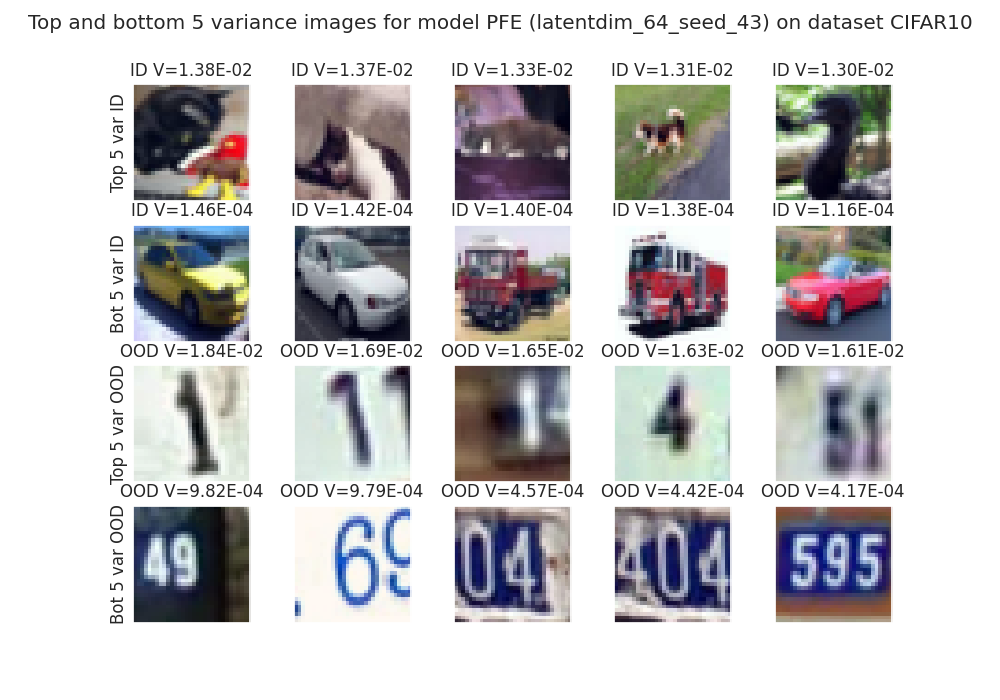 Top and bottom 5 variance images for model PFE (latentdim_64_seed_43) on dataset CIFAR10
Top 5 var ID
ID V=1.38E-02
ID V=1.37E-02
ID V=1.33E-02
ID V=1.31E-02
ID V=1.30E-02
Bot 5 var ID
ID V=1.46E-04
ID V=1.42E-04
ID V=1.40E-04
ID V=1.38E-04
ID V=1.16E-04
Top 5 var OOD
OOD V=1.84E-02
OOD V=1.69E-02
OOD V=1.65E-02
OOD V=1.63E-02
OOD V=1.61E-02
1
1
1
4
51
Bot 5 var OOD
OOD V=9.82E-04
OOD V=9.79E-04
OOD V=4.57E-04
OOD V=4.42E-04
OOD V=4.17E-04
49
69
04
404
595